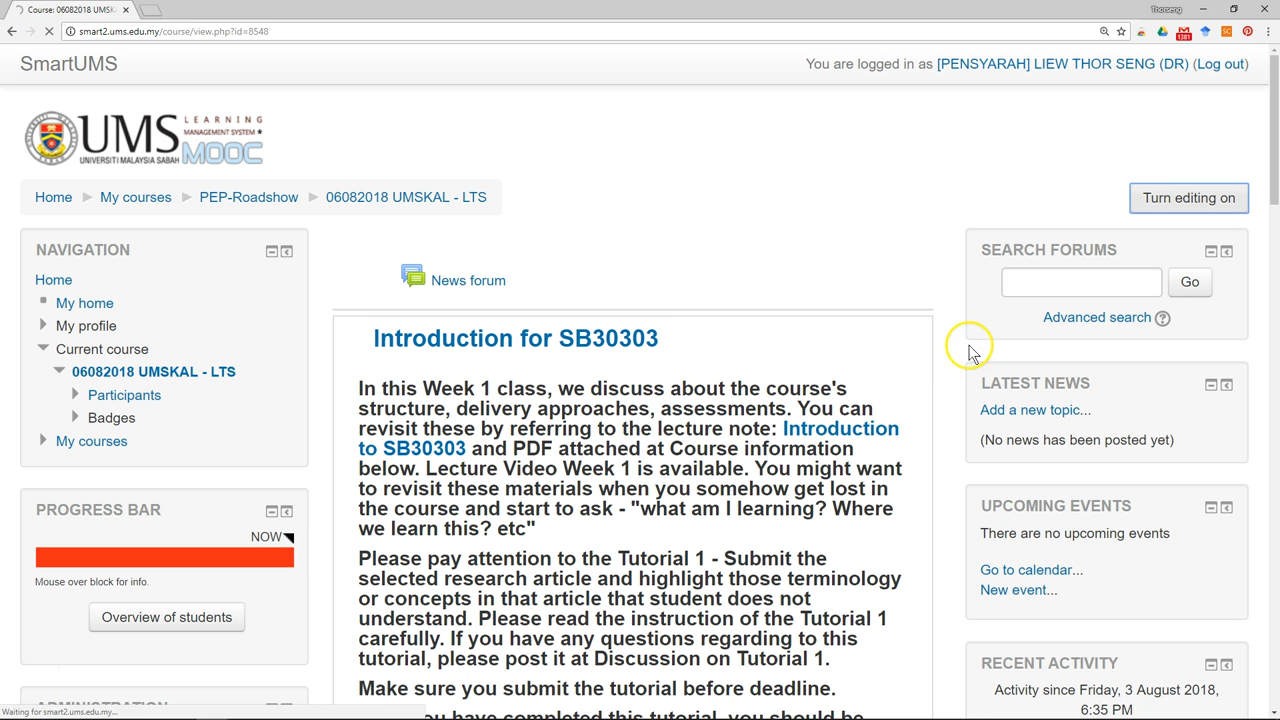 Course: 06082018 UMSK
Thorseng
smart2.ums.edu.my/course/view.php?id=8548
1381
SC
SmartUMS
You are logged in as [PENSYARAH] LIEW THOR SENG (DR) (Log out)
UMS LEARNING
MANAGEMENT SYSTEM
UNIVERSITI MALAYSIA SABAH MOOC
Home My courses PEP-Roadshow 06082018 UMSKAL - LTS
Turn editing on
NAVIGATION
Home
My home
My profile
Current course
06082018 UMSKAL - LTS
Participants
Badges
My courses
PROGRESS BAR
NOW
Mouse over block for info.
Overview of students
News forum
Introduction for SB30303
In this Week 1 class, we discuss about the course's
structure, delivery approaches, assessments. You can
revisit these by referring to the lecture note: Introduction
to SB30303 and PDF attached at Course information
below. Lecture Video Week 1 is available. You might want
to revisit these materials when you somehow get lost in
the course and start to ask - "what am I learning? Where
we learn this? etc"
Please pay attention to the Tutorial 1 - Submit the
selected research article and highlight those terminology
or concepts in that article that student does not
understand. Please read the instruction of the Tutorial 1
carefully. If you have any questions regarding to this
tutorial, please post it at Discussion on Tutorial 1.
Make sure you submit the tutorial before deadline.
you have completed this tutorial, you should be
SEARCH FORUMS
Go
Advanced search
LATEST NEWS
Add a new topic...
(No news has been posted yet)
UPCOMING EVENTS
There are no upcoming events
Go to calendar...
New event...
RECENT ACTIVITY
Activity since Friday, 3 August 2018,
6:35 PM
ADMINISTRATION
Waiting for smart2.ums.edu.my...